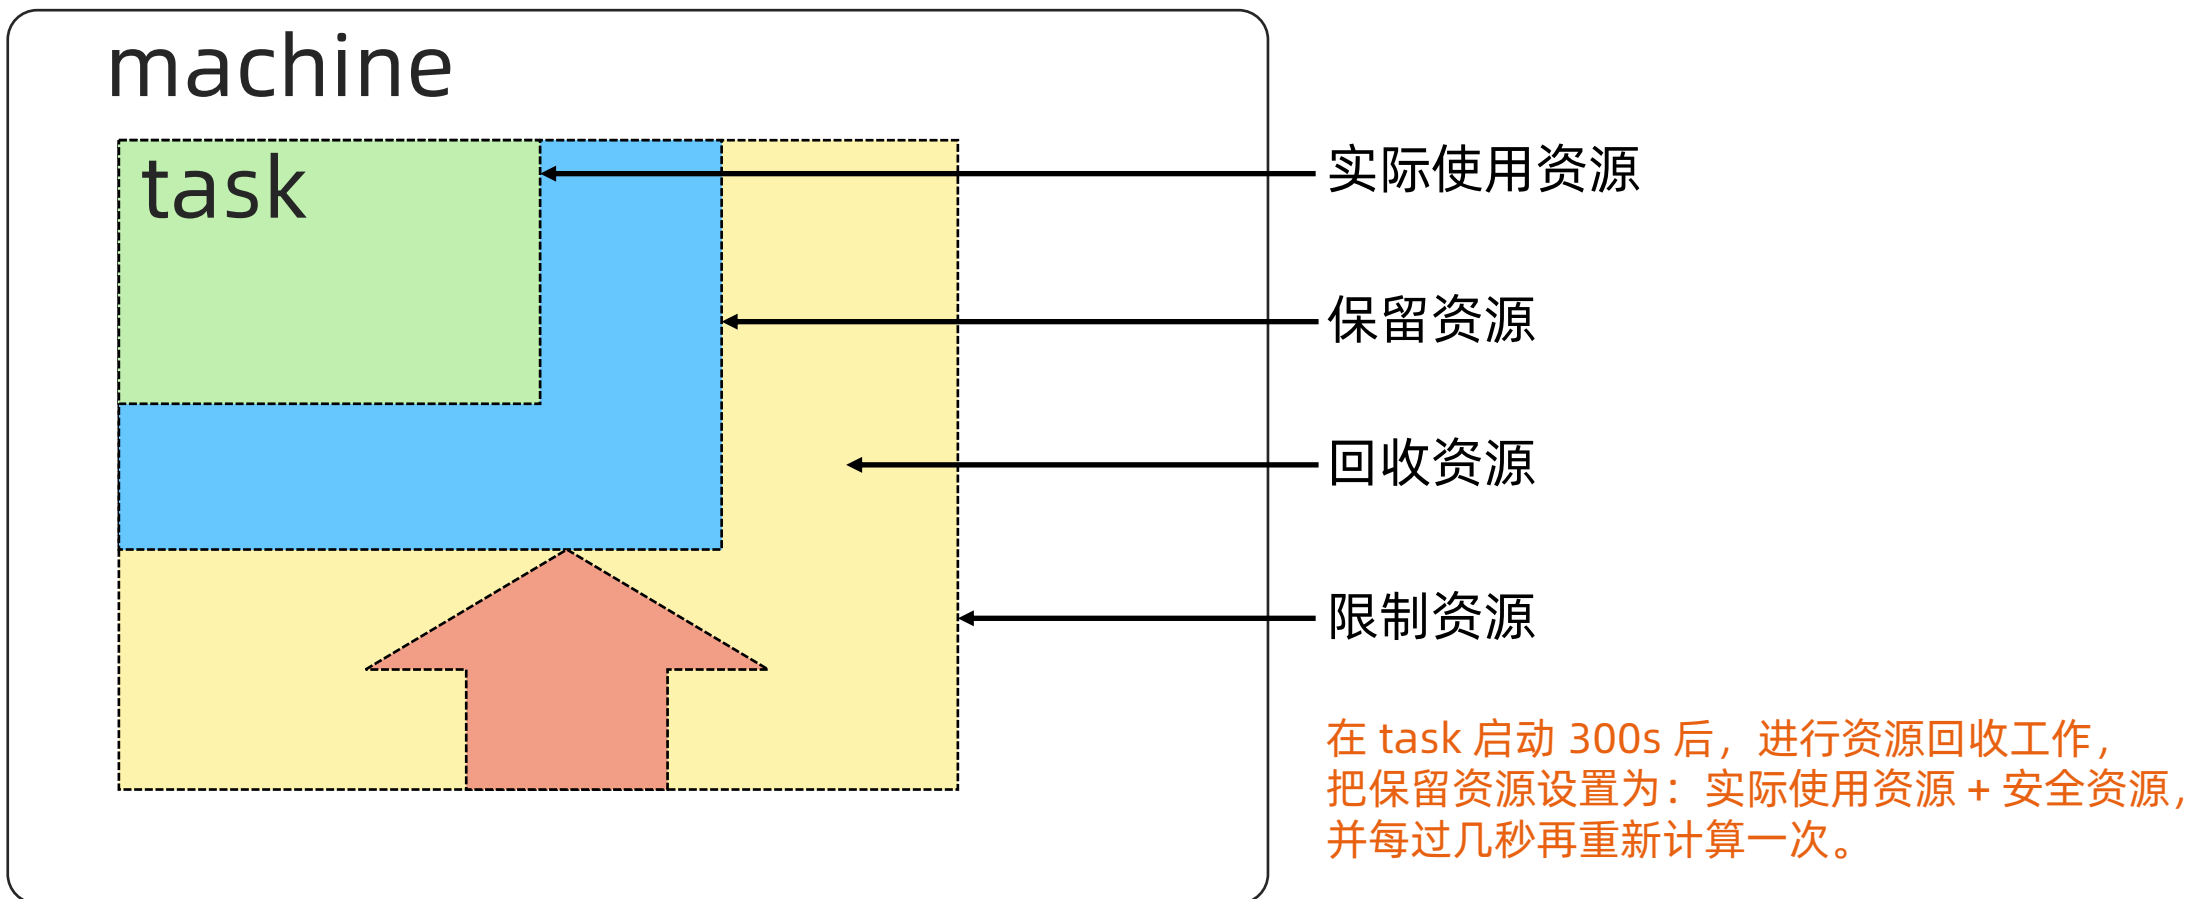 machine
task
实际使用资源
保留资源
回收资源
限制资源
在 task 启动 300s 后，进行资源回收工作，
把保留资源设置为：实际使用资源 + 安全资源，
并每过几秒再重新计算一次。